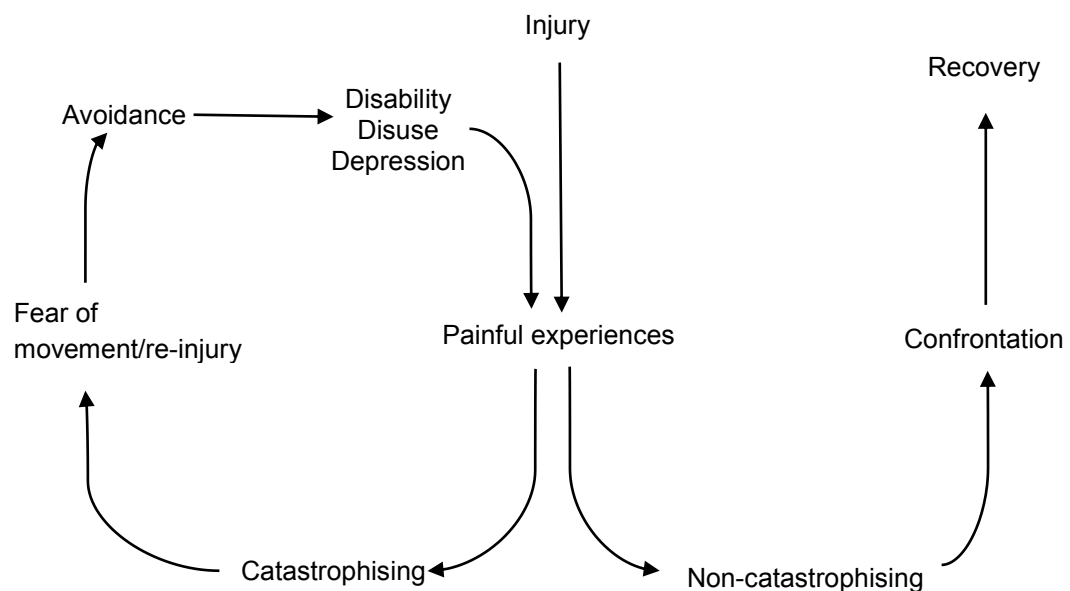 Injury
Recovery
Avoidance
Disability
Disuse
Depression
Fear of
movement/re-injury
Painful experiences
Confrontation
Catastrophising
Non-catastrophising